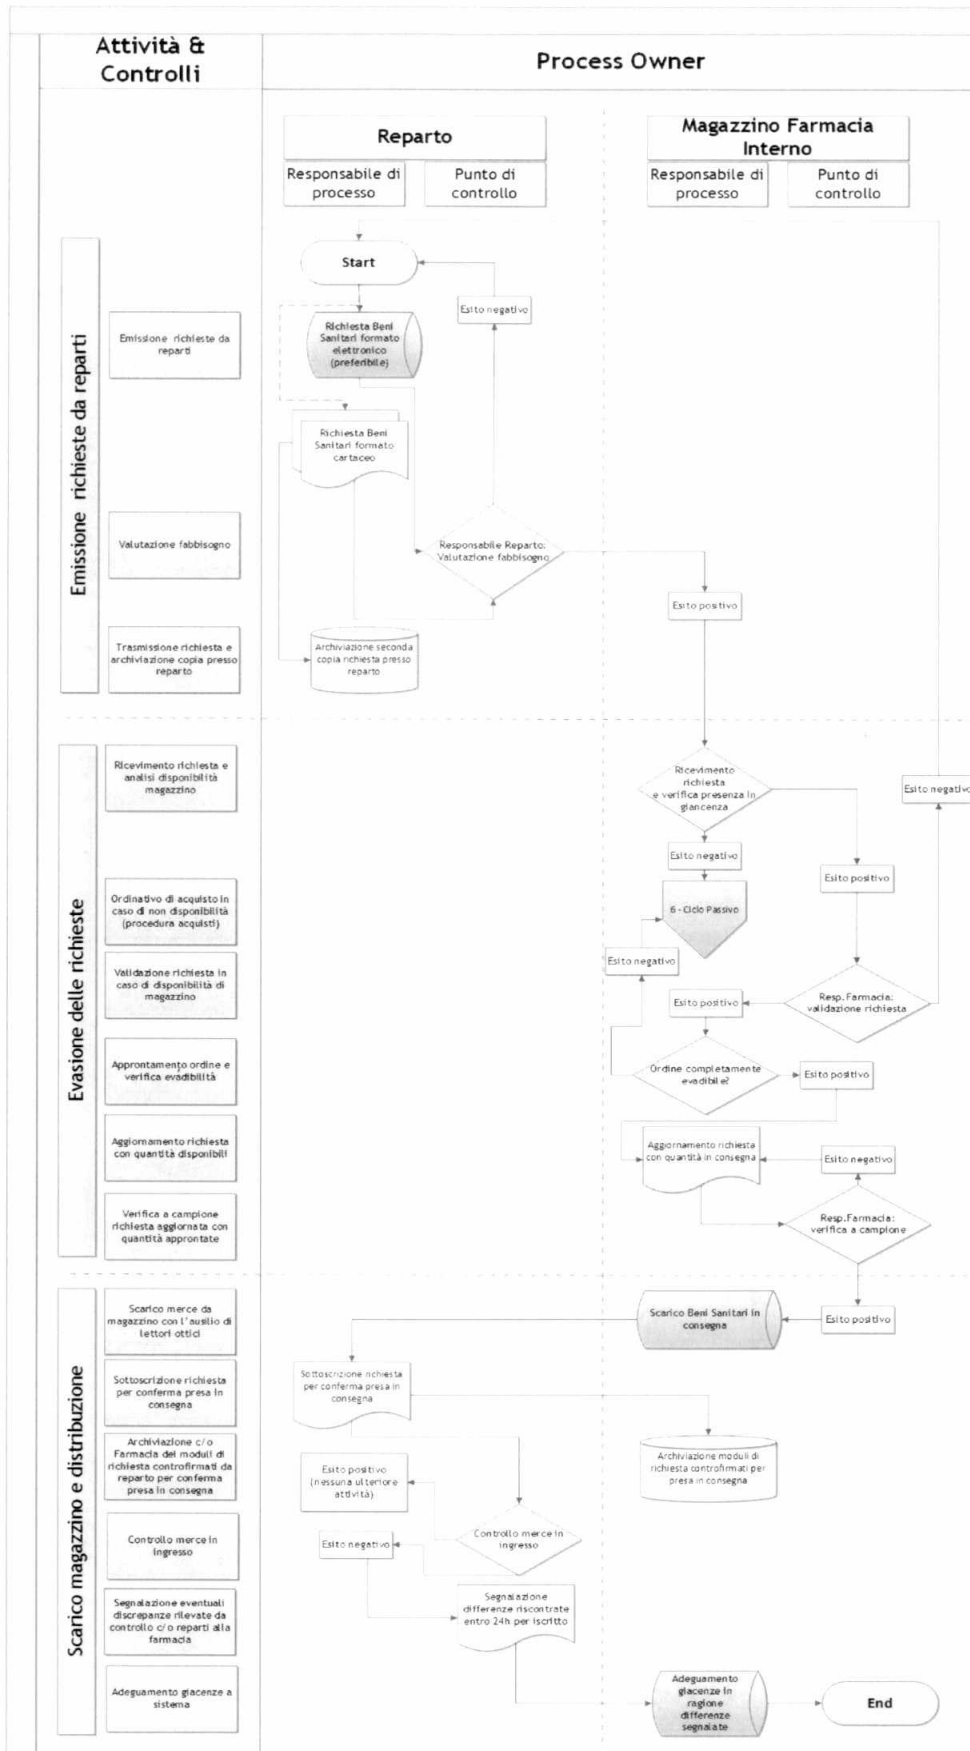 Attività &
Controlli
Process Owner
Reparto
Magazzino Farmacia
Interno
Responsabile di
processo
Punto di
controllo
Responsabile di
processo
Punto di
controllo
Emissione richieste da reparti
Start
Esito negativo
Emissione richieste da
reparti
Richiesta Beni
Sanitari formato
elettronico
(preferibile)
Richiesta Beni
Sanitari formato
cartaceo
Valutazione fabbisogno
Responsabile Reparto:
Valutazione fabbisogno
Esito positivo
Trasmissione richiesta e
archiviazione copia presso
reparto
Archiviazione seconda
copia richiesta presso
reparto
Evasione delle richieste
Ricevimento richiesta e
analisi disponibilità
magazzino
Ricevimento
richiesta
e verifica presenza in
giancenza
Esito negativo
Esito negativo
Esito positivo
Ordinativo di acquisto in
caso di non disponibilità
(procedura acquisti)
6 - Ciclo Passivo
Esito negativo
Validazione richiesta in
caso di disponibilità di
magazzino
Esito positivo
Resp.Farmacia:
validazione richiesta
Approntamento ordine e
verifica evadibilità
Ordine completamente
evadibile?
Esito positivo
Aggiornamento richiesta
con quantità disponibili
Aggiornamento richiesta
con quantità in consegna
Esito negativo
Verifica a campione
richiesta aggiornata con
quantità approntate
Resp.Farmacia:
verifica a campione
Scarico magazzino e distribuzione
Scarico merce da
magazzino con l'ausilio di
lettori ottici
Scarico Beni Sanitari in
consegna
Esito positivo
Sottoscrizione richiesta
per conferma presa in
consegna
Sottoscrizione richiesta
per conferma presa in
consegna
Archiviazione c/o
Farmacia dei moduli di
richiesta controfirmati da
reparto per conferma
presa in consegna
Archiviazione moduli di
richiesta controfirmati per
presa in consegna
Esito positivo
(nessuna ulteriore
attività)
Controllo merce in
ingresso
Controllo merce in
ingresso
Esito negativo
Segnalazione eventuali
discrepanze rilevate da
controllo c/o reparti alla
farmacia
Segnalazione
differenze riscontrate
entro 24h per iscritto
Adeguamento giacenze a
sistema
Adeguamento
giacenze in
ragione
differenze
segnalate
End